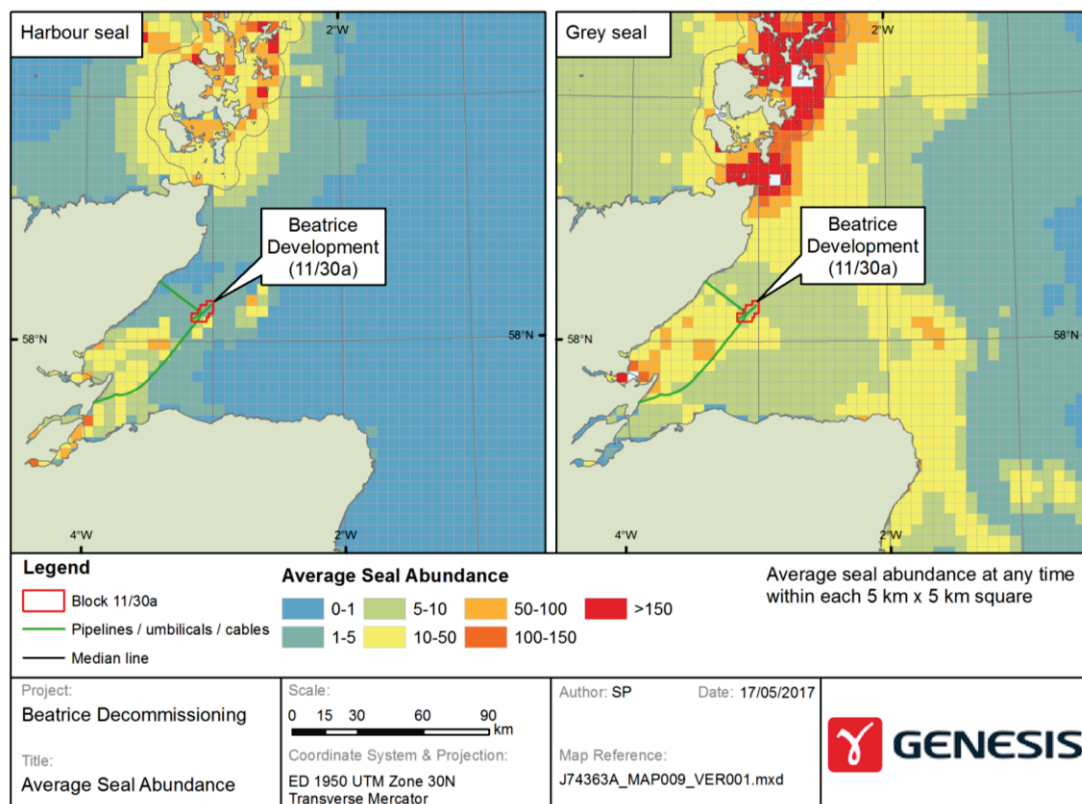 Harbour seal
2°W
Beatrice
Development
(11/30a)
58°N
58°N
4°W
2°W
Grey seal
2°W
Beatrice
Development
(11/30a)
58°N
58°N
4°W
2°W
Legend
Block 11/30a
Pipelines / umbilicals / cables
Median line
Average Seal Abundance
0-1
5-10
50-100
>150
1-5
10-50
100-150
Average seal abundance at any time
within each 5 km x 5 km square
Project:
Beatrice Decommissioning
Title:
Average Seal Abundance
Scale:
0 15 30 60 90
km
Coordinate System & Projection:
ED 1950 UTM Zone 30N
Transverse Mercator
Author: SP Date: 17/05/2017
Map Reference:
J74363A_MAP009_VER001.mxd
GENESIS